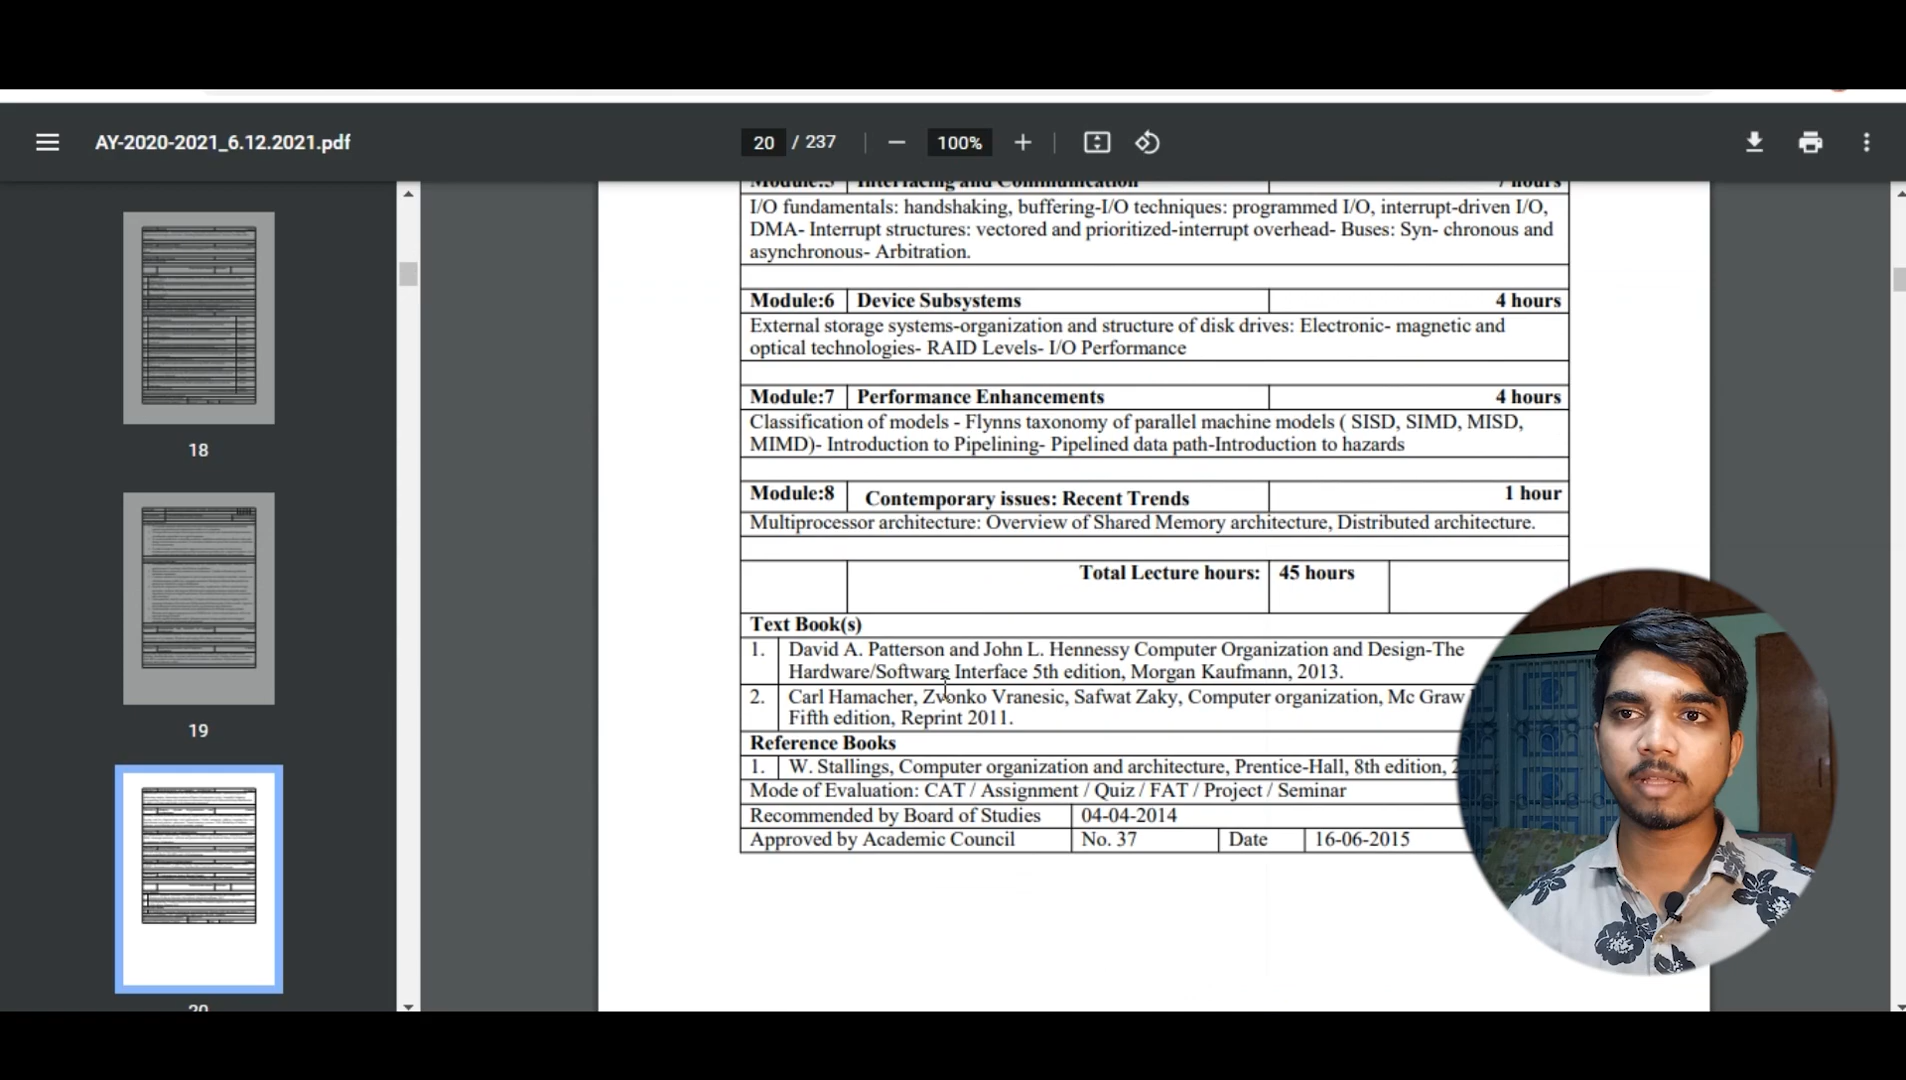 AY-2020-2021_6.12.2021.pdf
20 / 237
100%
18
19
20
Module:5 Interfacing and Communication 7 hours
I/O fundamentals: handshaking, buffering-I/O techniques: programmed I/O, interrupt-driven I/O,
DMA- Interrupt structures: vectored and prioritized-interrupt overhead- Buses: Syn- chronous and
asynchronous- Arbitration.
Module:6 Device Subsystems 4 hours
External storage systems-organization and structure of disk drives: Electronic- magnetic and
optical technologies- RAID Levels- I/O Performance
Module:7 Performance Enhancements 4 hours
Classification of models - Flynns taxonomy of parallel machine models ( SISD, SIMD, MISD,
MIMD)- Introduction to Pipelining- Pipelined data path-Introduction to hazards
Module:8 Contemporary issues: Recent Trends 1 hour
Multiprocessor architecture: Overview of Shared Memory architecture, Distributed architecture.
Total Lecture hours: 45 hours
Text Book(s)
1. David A. Patterson and John L. Hennessy Computer Organization and Design-The
Hardware/Software Interface 5th edition, Morgan Kaufmann, 2013.
2. Carl Hamacher, Zvonko Vranesic, Safwat Zaky, Computer organization, Mc Graw
Fifth edition, Reprint 2011.
Reference Books
1. W. Stallings, Computer organization and architecture, Prentice-Hall, 8th edition,
Mode of Evaluation: CAT / Assignment / Quiz / FAT / Project / Seminar
Recommended by Board of Studies 04-04-2014
Approved by Academic Council No. 37 Date 16-06-2015